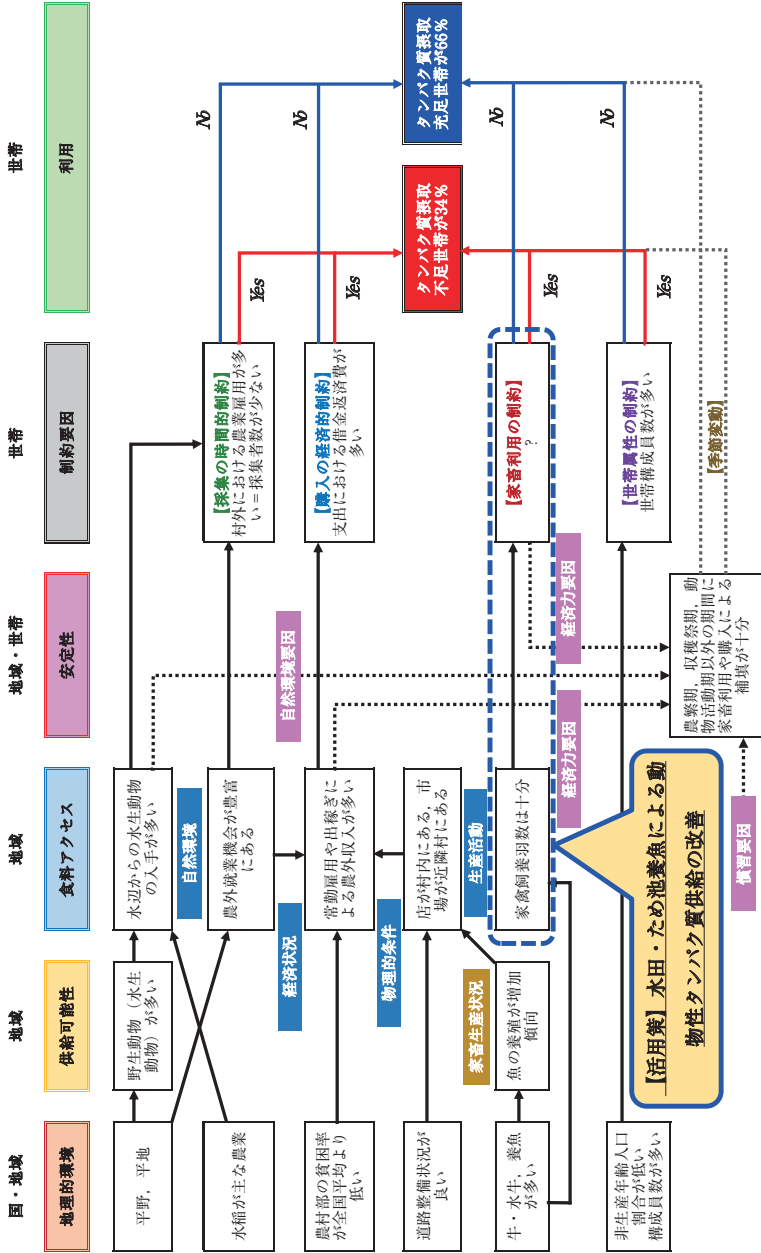 国・地域
地域
地域
地域・世帯
世帯
世帯
地理的環境
供給可能性
食料アクセス
安定性
制約要因
利用
平野，平地
水稲が主な農業
農村部の貧困率
が全国平均より
低い
道路整備状況が
良い
牛・水牛，養魚
が多い
非生産年齢人口
割合が低い
構成員数が多い
野生動物（水生
動物）が多い
魚の養殖が増加
傾向
家畜生産状況
水辺からの水生動物
の入手が多い
自然環境
農外就業機会が豊富
にある
経済状況
常勤雇用や出稼ぎに
よる農外収入が多い
物理的条件
店が村内にある，市
場が近隣村にある
生産活動
家禽飼養羽数は十分
自然環境要因
経済力要因
経済力要因
慣習要因
農繁期，収穫祭期，動
物活動期以外の期間に
家畜利用や購入による
補填が十分
【採集の時間的制約】
村外における農業雇用が多
い＝採集者数が少ない
【購入の経済的制約】
支出における借金返済費が
多い
【家畜利用の制約】
？
【世帯属性の制約】
世帯構成員数が多い
【季節変動】
No
Yes
No
Yes
No
Yes
No
Yes
タンパク質摂取
不足世帯が34%
タンパク質摂取
充足世帯が66%
【活用策】水田・ため池養魚による動
物性タンパク質供給の改善